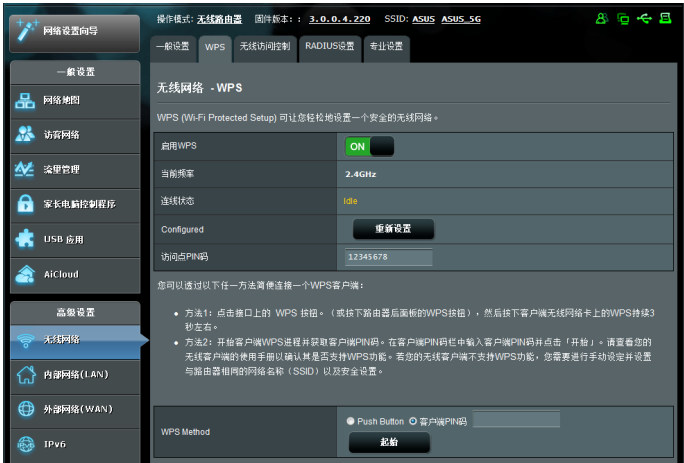 操作模式: 无线路由器 固件版本: : 3.0.0.4.220 SSID: ASUS ASUS_5G
网络设置向导
一般设置 WPS 无线访问控制 RADIUS设置 专业设置
一般设置
网络地图
访客网络
流量管理
家长电脑控制程序
USB 应用
AiCloud
高级设置
无线网络
内部网络(LAN)
外部网络(WAN)
IPv6
无线网络 - WPS
WPS (Wi-Fi Protected Setup) 可让您轻松地设置一个安全的无线网络。
启用WPS ON
当前频率 2.4GHz
连线状态 Idle
Configured 重新设置
访问点PIN码 12345678
您可以透过以下任一方法简便连接一个WPS客户端：
• 方法1：点击接口上的 WPS 按钮。（或按下路由器后面板的WPS按钮），然后按下客户端无线网络卡上的WPS持续3
秒左右。
• 方法2：开始客户端WPS进程并获取客户端PIN码。在客户端PIN码栏中输入客户端PIN码并点击「开始」。请查看您的
无线客户端的使用手册以确认其是否支持WPS功能。若您的无线客户端不支持WPS功能，您需要进行手动设定并设置
与路由器相同的网络名称（SSID）以及安全设置。
WPS Method Push Button 客户端PIN码
起始